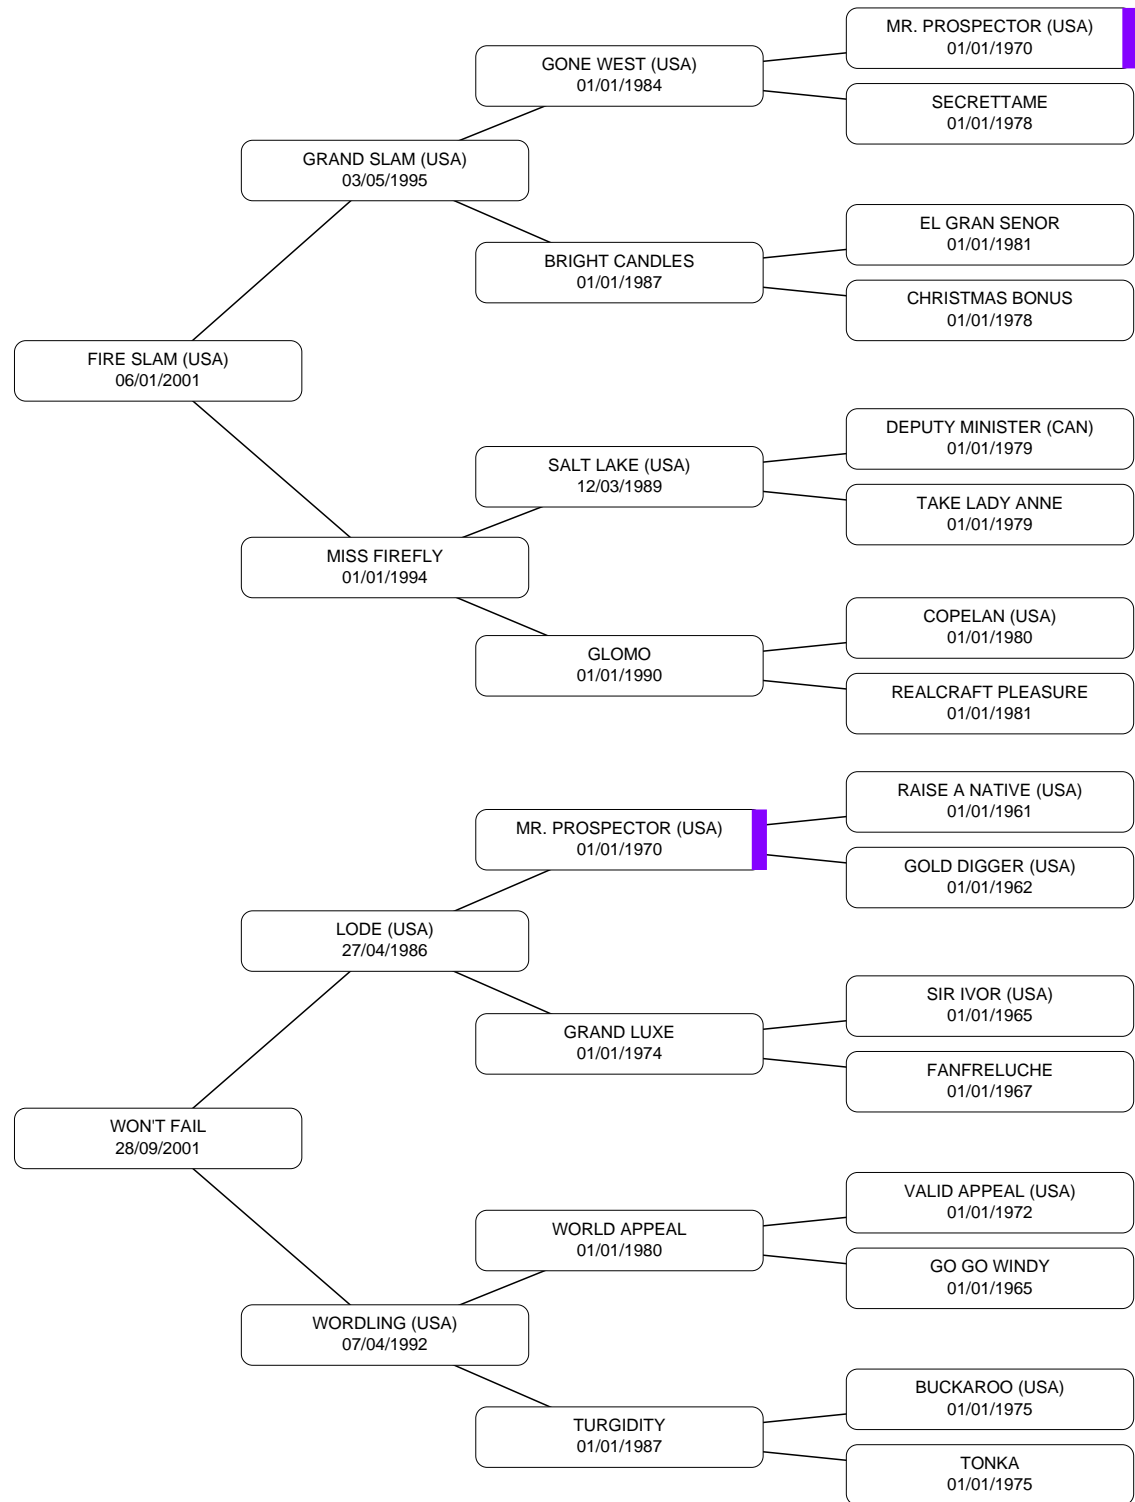 MR. PROSPECTOR (USA)
01/01/1970
GONE WEST (USA)
01/01/1984
SECRETTAME
01/01/1978
GRAND SLAM (USA)
03/05/1995
EL GRAN SENOR
01/01/1981
BRIGHT CANDLES
01/01/1987
CHRISTMAS BONUS
01/01/1978
FIRE SLAM (USA)
06/01/2001
DEPUTY MINISTER (CAN)
01/01/1979
SALT LAKE (USA)
12/03/1989
TAKE LADY ANNE
01/01/1979
MISS FIREFLY
01/01/1994
COPELAN (USA)
01/01/1980
GLOMO
01/01/1990
REALCRAFT PLEASURE
01/01/1981
RAISE A NATIVE (USA)
01/01/1961
MR. PROSPECTOR (USA)
01/01/1970
GOLD DIGGER (USA)
01/01/1962
LODE (USA)
27/04/1986
SIR IVOR (USA)
01/01/1965
GRAND LUXE
01/01/1974
FANFRELUCHE
01/01/1967
WON'T FAIL
28/09/2001
VALID APPEAL (USA)
01/01/1972
WORLD APPEAL
01/01/1980
GO GO WINDY
01/01/1965
WORDLING (USA)
07/04/1992
BUCKAROO (USA)
01/01/1975
TURGIDITY
01/01/1987
TONKA
01/01/1975